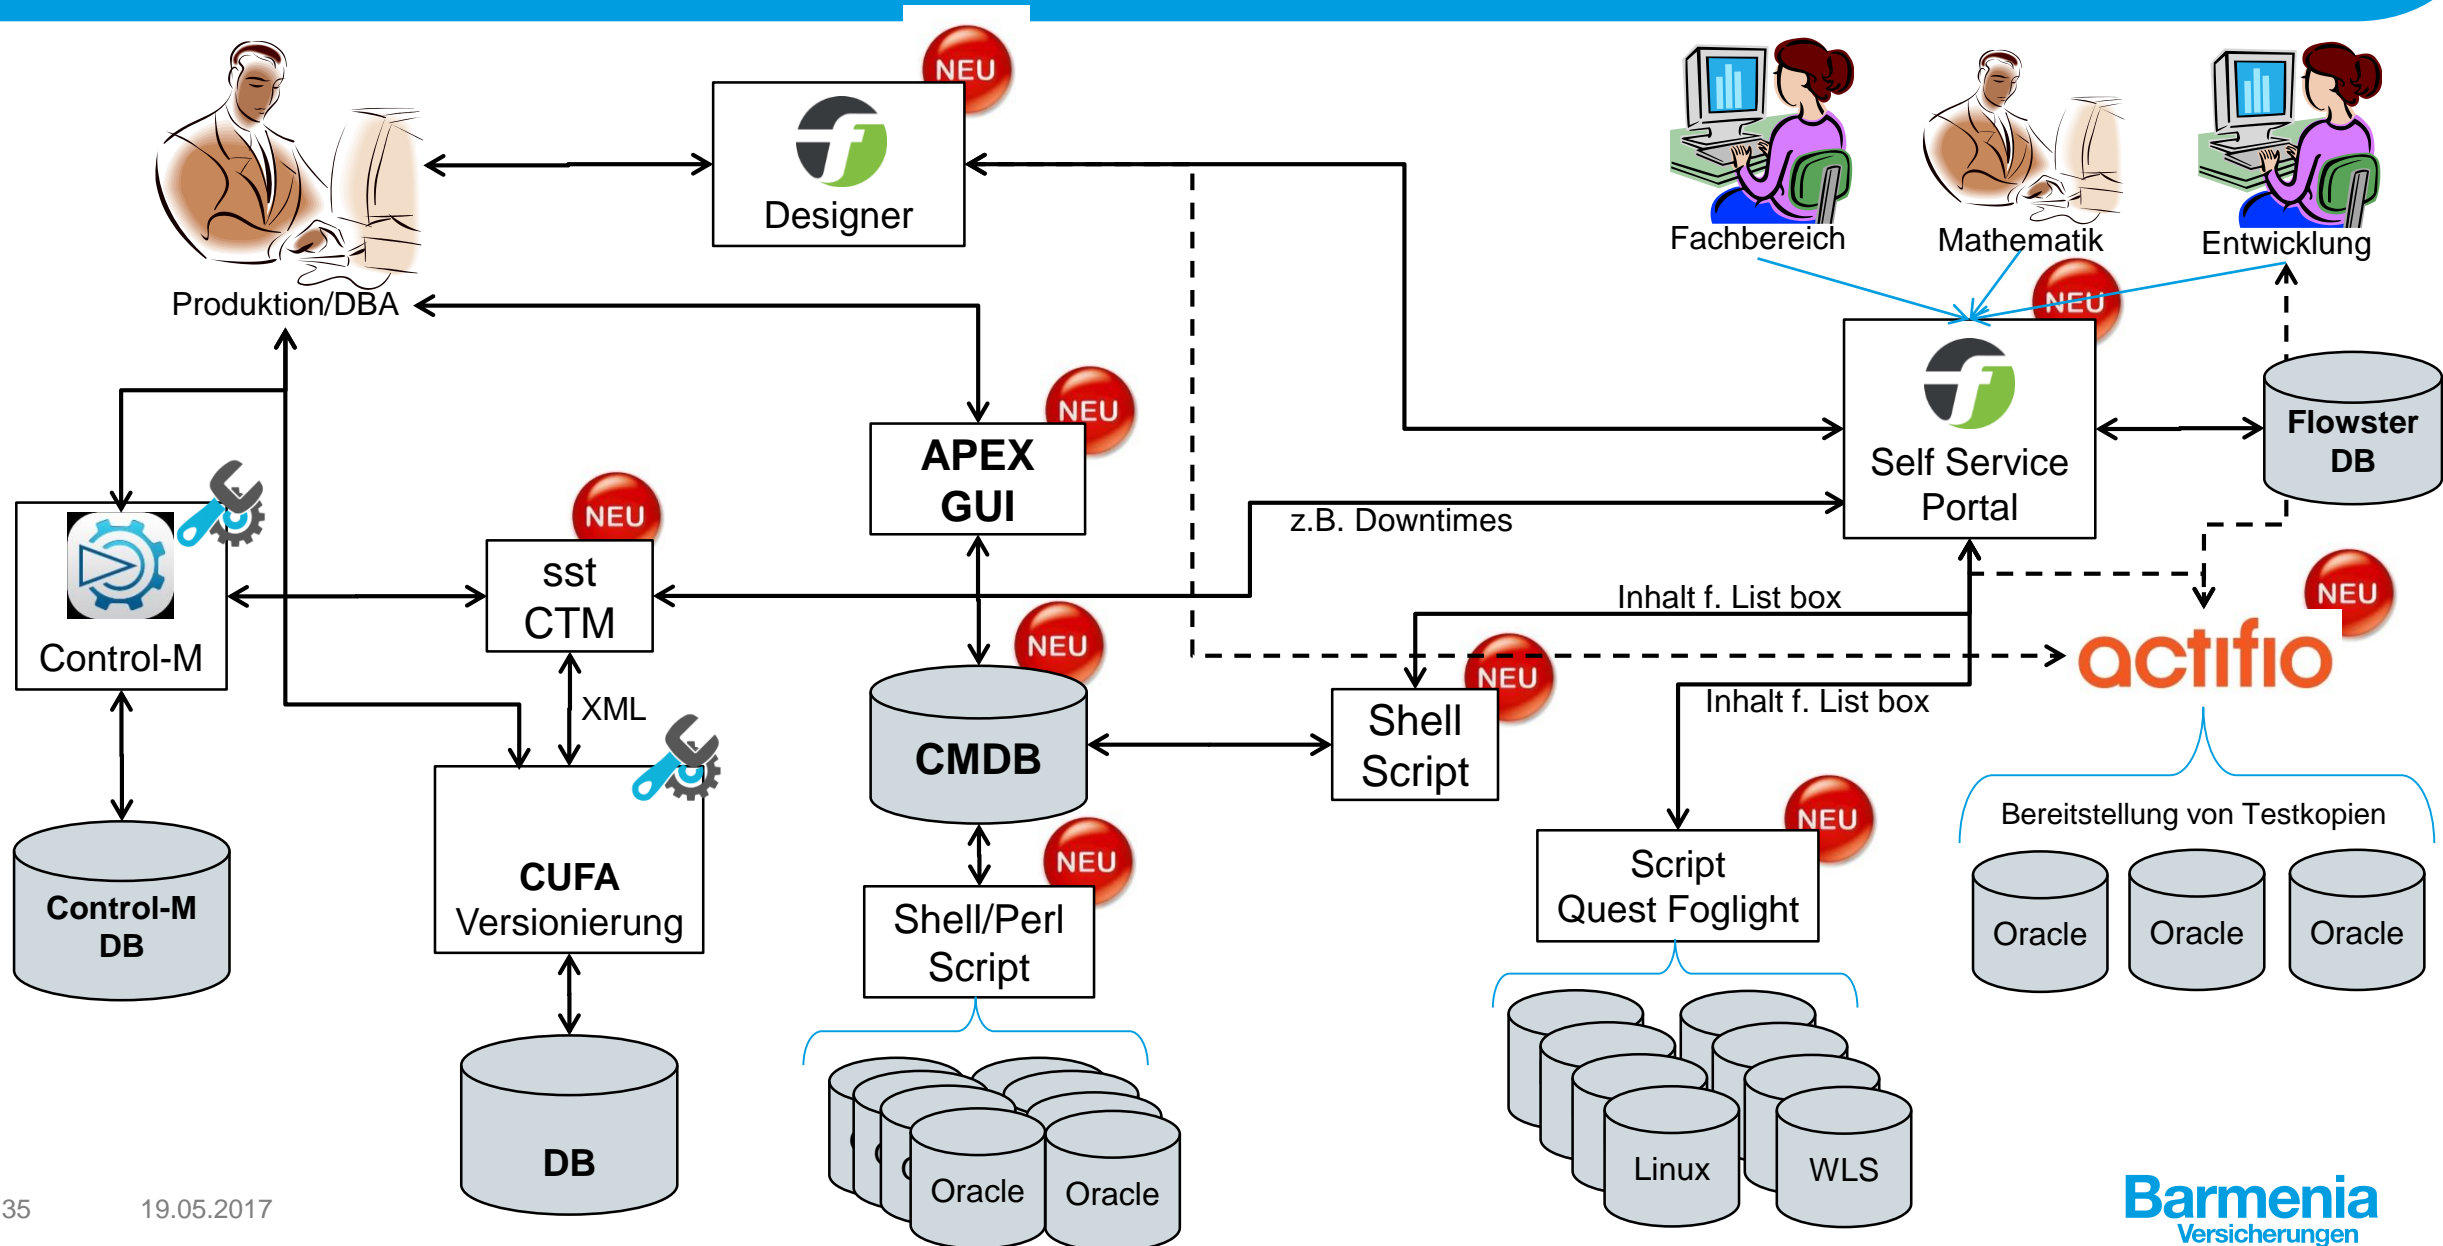 NEU
Designer
Fachbereich
Mathematik
Entwicklung
Produktion/DBA
NEU
NEU
APEX
GUI
Self Service
Portal
Flowster
DB
NEU
z.B. Downtimes
sst
CTM
Control-M
NEU
Inhalt f. List box
NEU
actifio
NEU
NEU
XML
Inhalt f. List box
CMDB
Shell
Script
Bereitstellung von Testkopien
NEU
NEU
CUFA
Versionierung
Script
Quest Foglight
Control-M
DB
Shell/Perl
Script
Oracle
Oracle
Oracle
DB
Linux
WLS
Oracle
Oracle
35
19.05.2017
Barmenia
Versicherungen